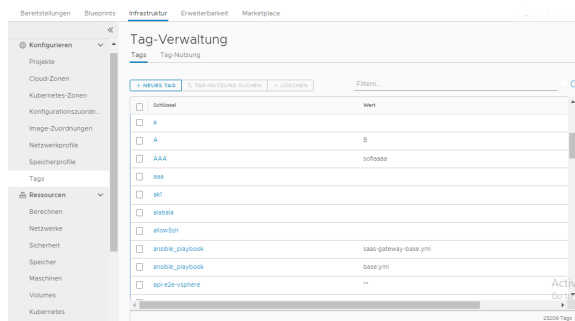 Bereitstellungen Blueprints Infrastruktur Erweiterbarkeit Marketplace
Konfigurieren
Projekte
Cloud-Zonen
Kubernetes-Zonen
Konfigurationszuordn...
Image-Zuordnungen
Netzwerkprofile
Speicherprofile
Tags
Ressourcen
Berechnen
Netzwerke
Sicherheit
Speicher
Maschinen
Volumes
Kubernetes
Tag-Verwaltung
Tags Tag-Nutzung
+ NEUES TAG TAG-NUTZUNG SUCHEN LÖSCHEN Filtern...
Schlüssel Wert
a
A B
AAA sofiaaaa
aaa
ak1
alabala
allowSsh
ansible_playbook saas-gateway-base.yml
ansible_playbook base.yml
api-e2e-vsphere ""
Activ
Go to
23209 Tags